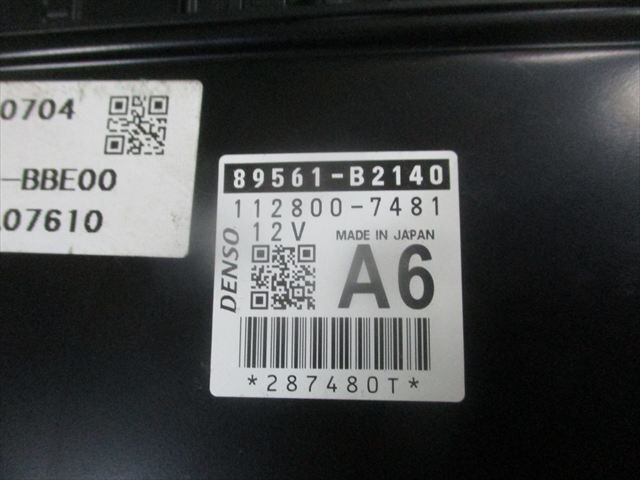 0704
-BBE00
07610
89561-B2140
112800-7481
12V MADE IN JAPAN
DENSO
A6
*287480T*